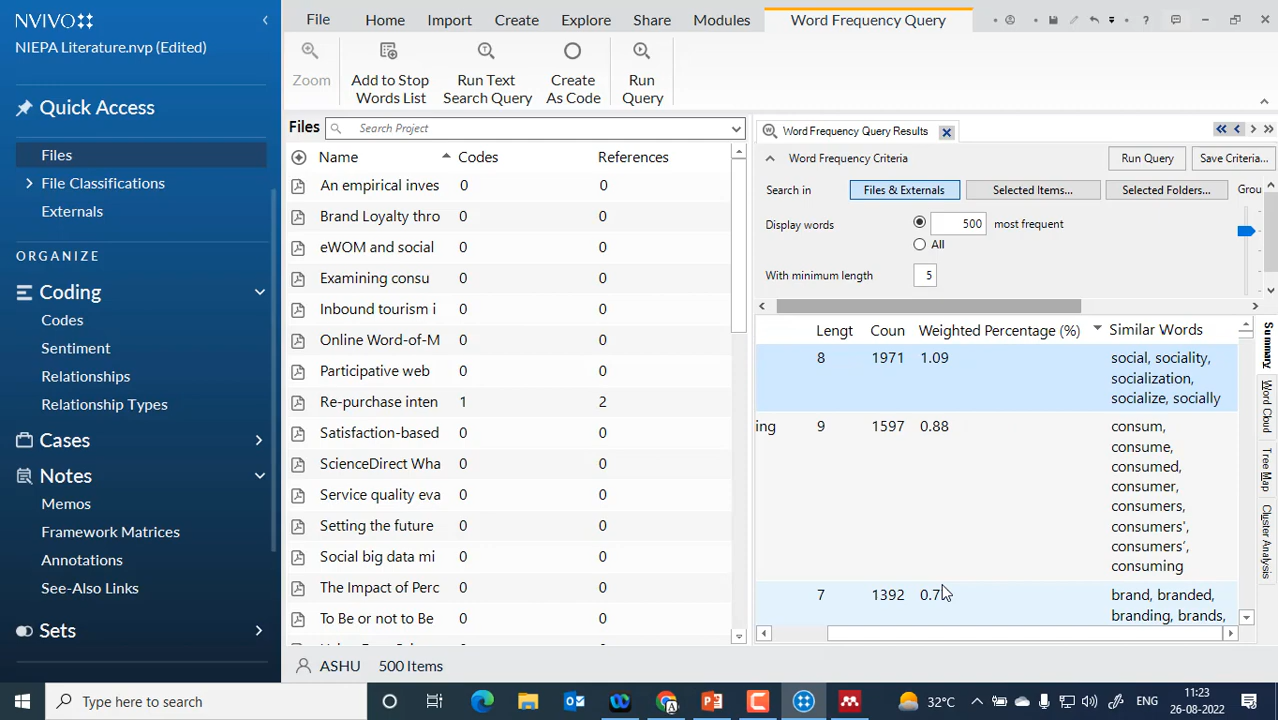 NVIVO
NIEPA Literature.nvp (Edited)
Quick Access
Files
File Classifications
Externals
ORGANIZE
Coding
Codes
Sentiment
Relationships
Relationship Types
Cases
Notes
Memos
Framework Matrices
Annotations
See-Also Links
Sets
File Home Import Create Explore Share Modules Word Frequency Query
Zoom
Add to Stop
Words List
Run Text
Search Query
Create
As Code
Run
Query
Files Search Project
Name Codes References
An empirical inves 0 0
Brand Loyalty thro 0 0
eWOM and social 0 0
Examining consu 0 0
Inbound tourism i 0 0
Online Word-of-M 0 0
Participative web 0 0
Re-purchase inten 1 2
Satisfaction-based 0 0
ScienceDirect Wha 0 0
Service quality eva 0 0
Setting the future 0 0
Social big data mi 0 0
The Impact of Perc 0 0
To Be or not to Be 0 0
Word Frequency Query Results
Word Frequency Criteria Run Query Save Criteria...
Search in Files & Externals Selected Items... Selected Folders... Grou
Display words 500 most frequent
All
With minimum length 5
Lengt Coun Weighted Percentage (%) Similar Words
8 1971 1.09 social, sociality,
socialization,
socialize, socially
ing 9 1597 0.88 consum,
consume,
consumed,
consumer,
consumers,
consumers',
consumers’,
consuming
7 1392 0.7 brand, branded,
branding, brands,
Summary
Word Cloud
Tree Map
Cluster Analysis
ASHU 500 Items
Type here to search
32°C
ENG
11:23
26-08-2022